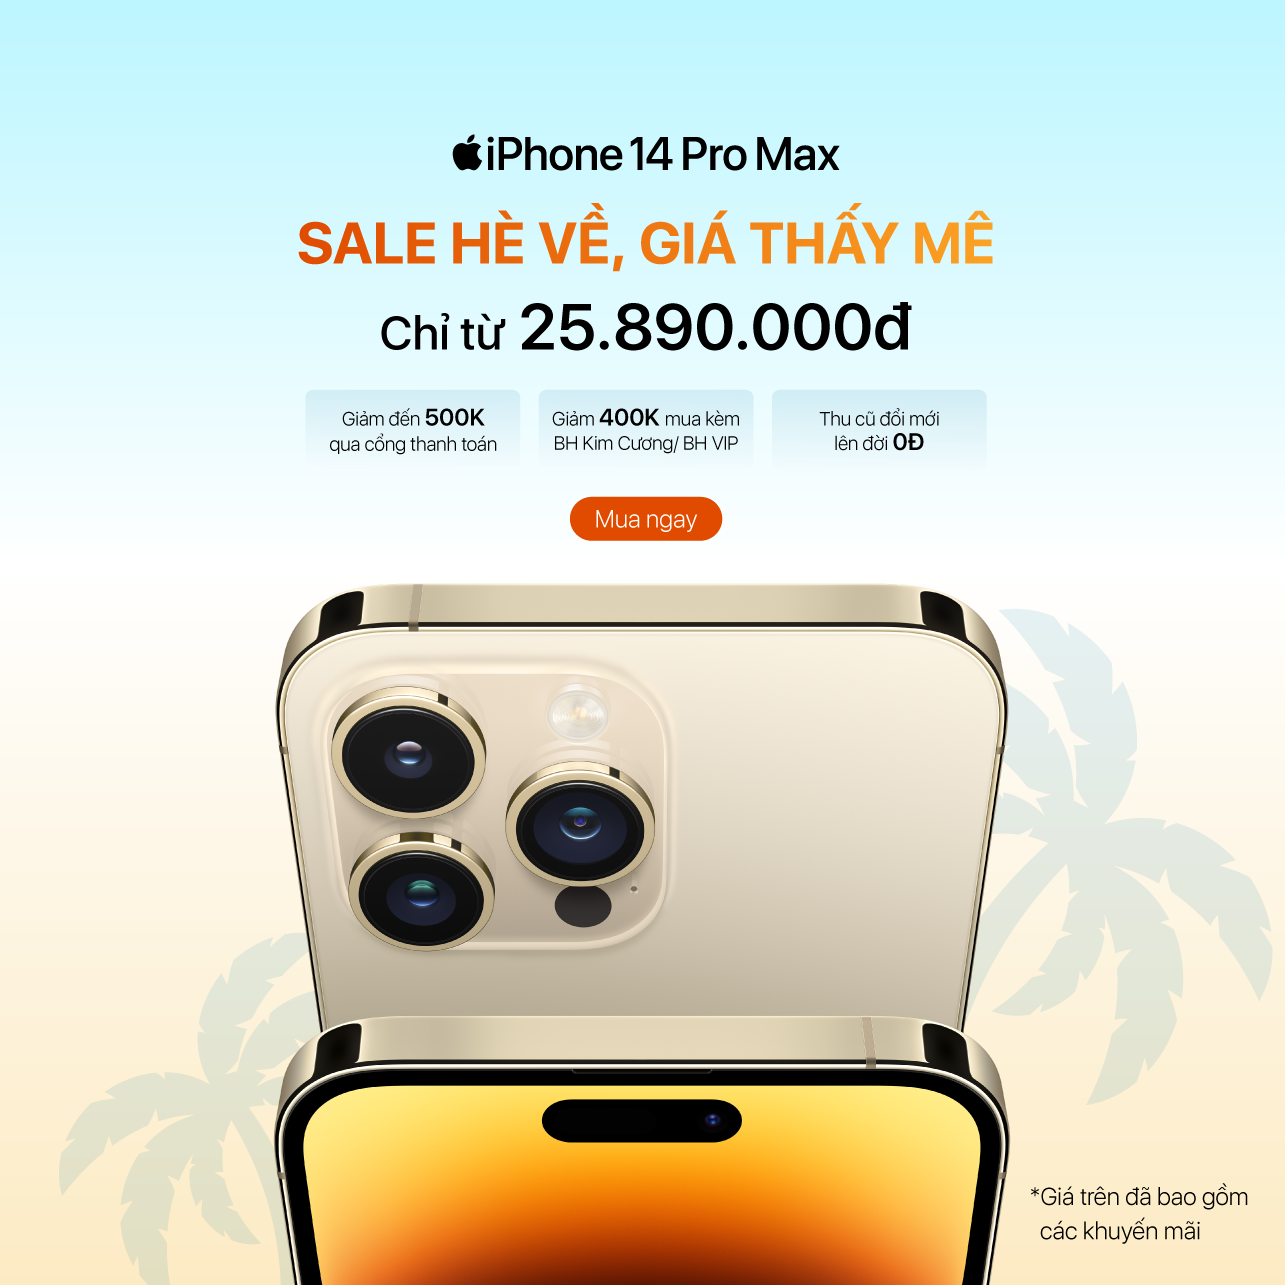 iPhone 14 Pro Max
SALE HÈ VỀ, GIÁ THẤY MÊ
Chỉ từ 25.890.000đ
Giảm đến 500K
qua cổng thanh toán
Giảm 400K mua kèm
BH Kim Cương/ BH VIP
Thu cũ đổi mới
lên đời 0Đ
Mua ngay
*Giá trên đã bao gồm
các khuyến mãi